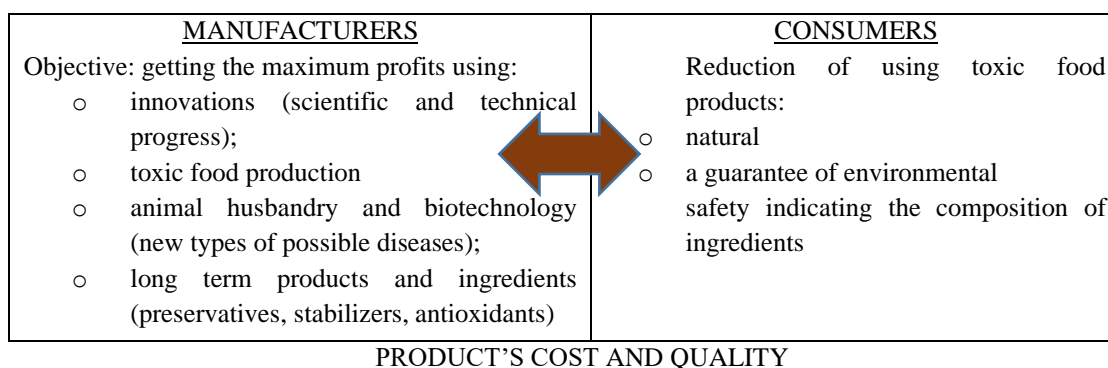 MANUFACTURERS
Objective: getting the maximum profits using:
o innovations (scientific and technical
progress);
o toxic food production
o animal husbandry and biotechnology
(new types of possible diseases);
o long term products and ingredients
(preservatives, stabilizers, antioxidants)
CONSUMERS
Reduction of using toxic food
products:
o natural
o a guarantee of environmental
safety indicating the composition of
ingredients
PRODUCT'S COST AND QUALITY